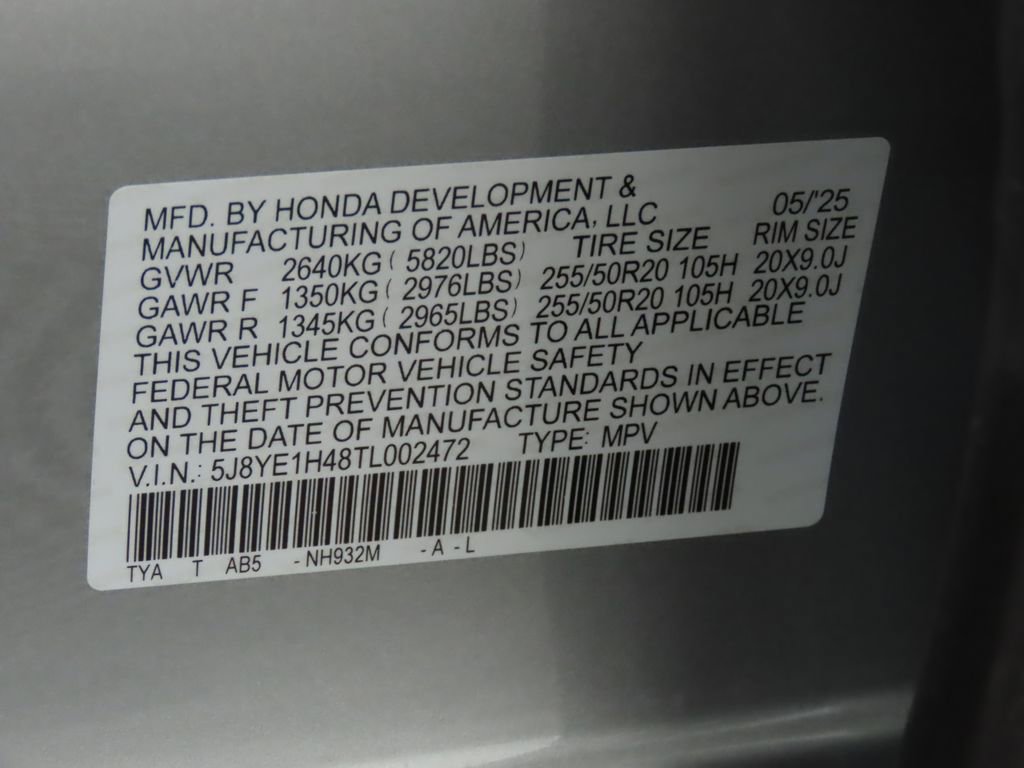 MFD. BY HONDA DEVELOPMENT &
MANUFACTURING OF AMERICA, LLC 05/'25
GVWR 2640KG ( 5820LBS) TIRE SIZE RIM SIZE
GAWR F 1350KG ( 2976LBS) 255/50R20 105H 20X9.0J
GAWR R 1345KG ( 2965LBS) 255/50R20 105H 20X9.0J
THIS VEHICLE CONFORMS TO ALL APPLICABLE
FEDERAL MOTOR VEHICLE SAFETY
AND THEFT PREVENTION STANDARDS IN EFFECT
ON THE DATE OF MANUFACTURE SHOWN ABOVE.
V.I.N.: 5J8YE1H48TL002472 TYPE: MPV
TYA T AB5 - NH932M - A - L